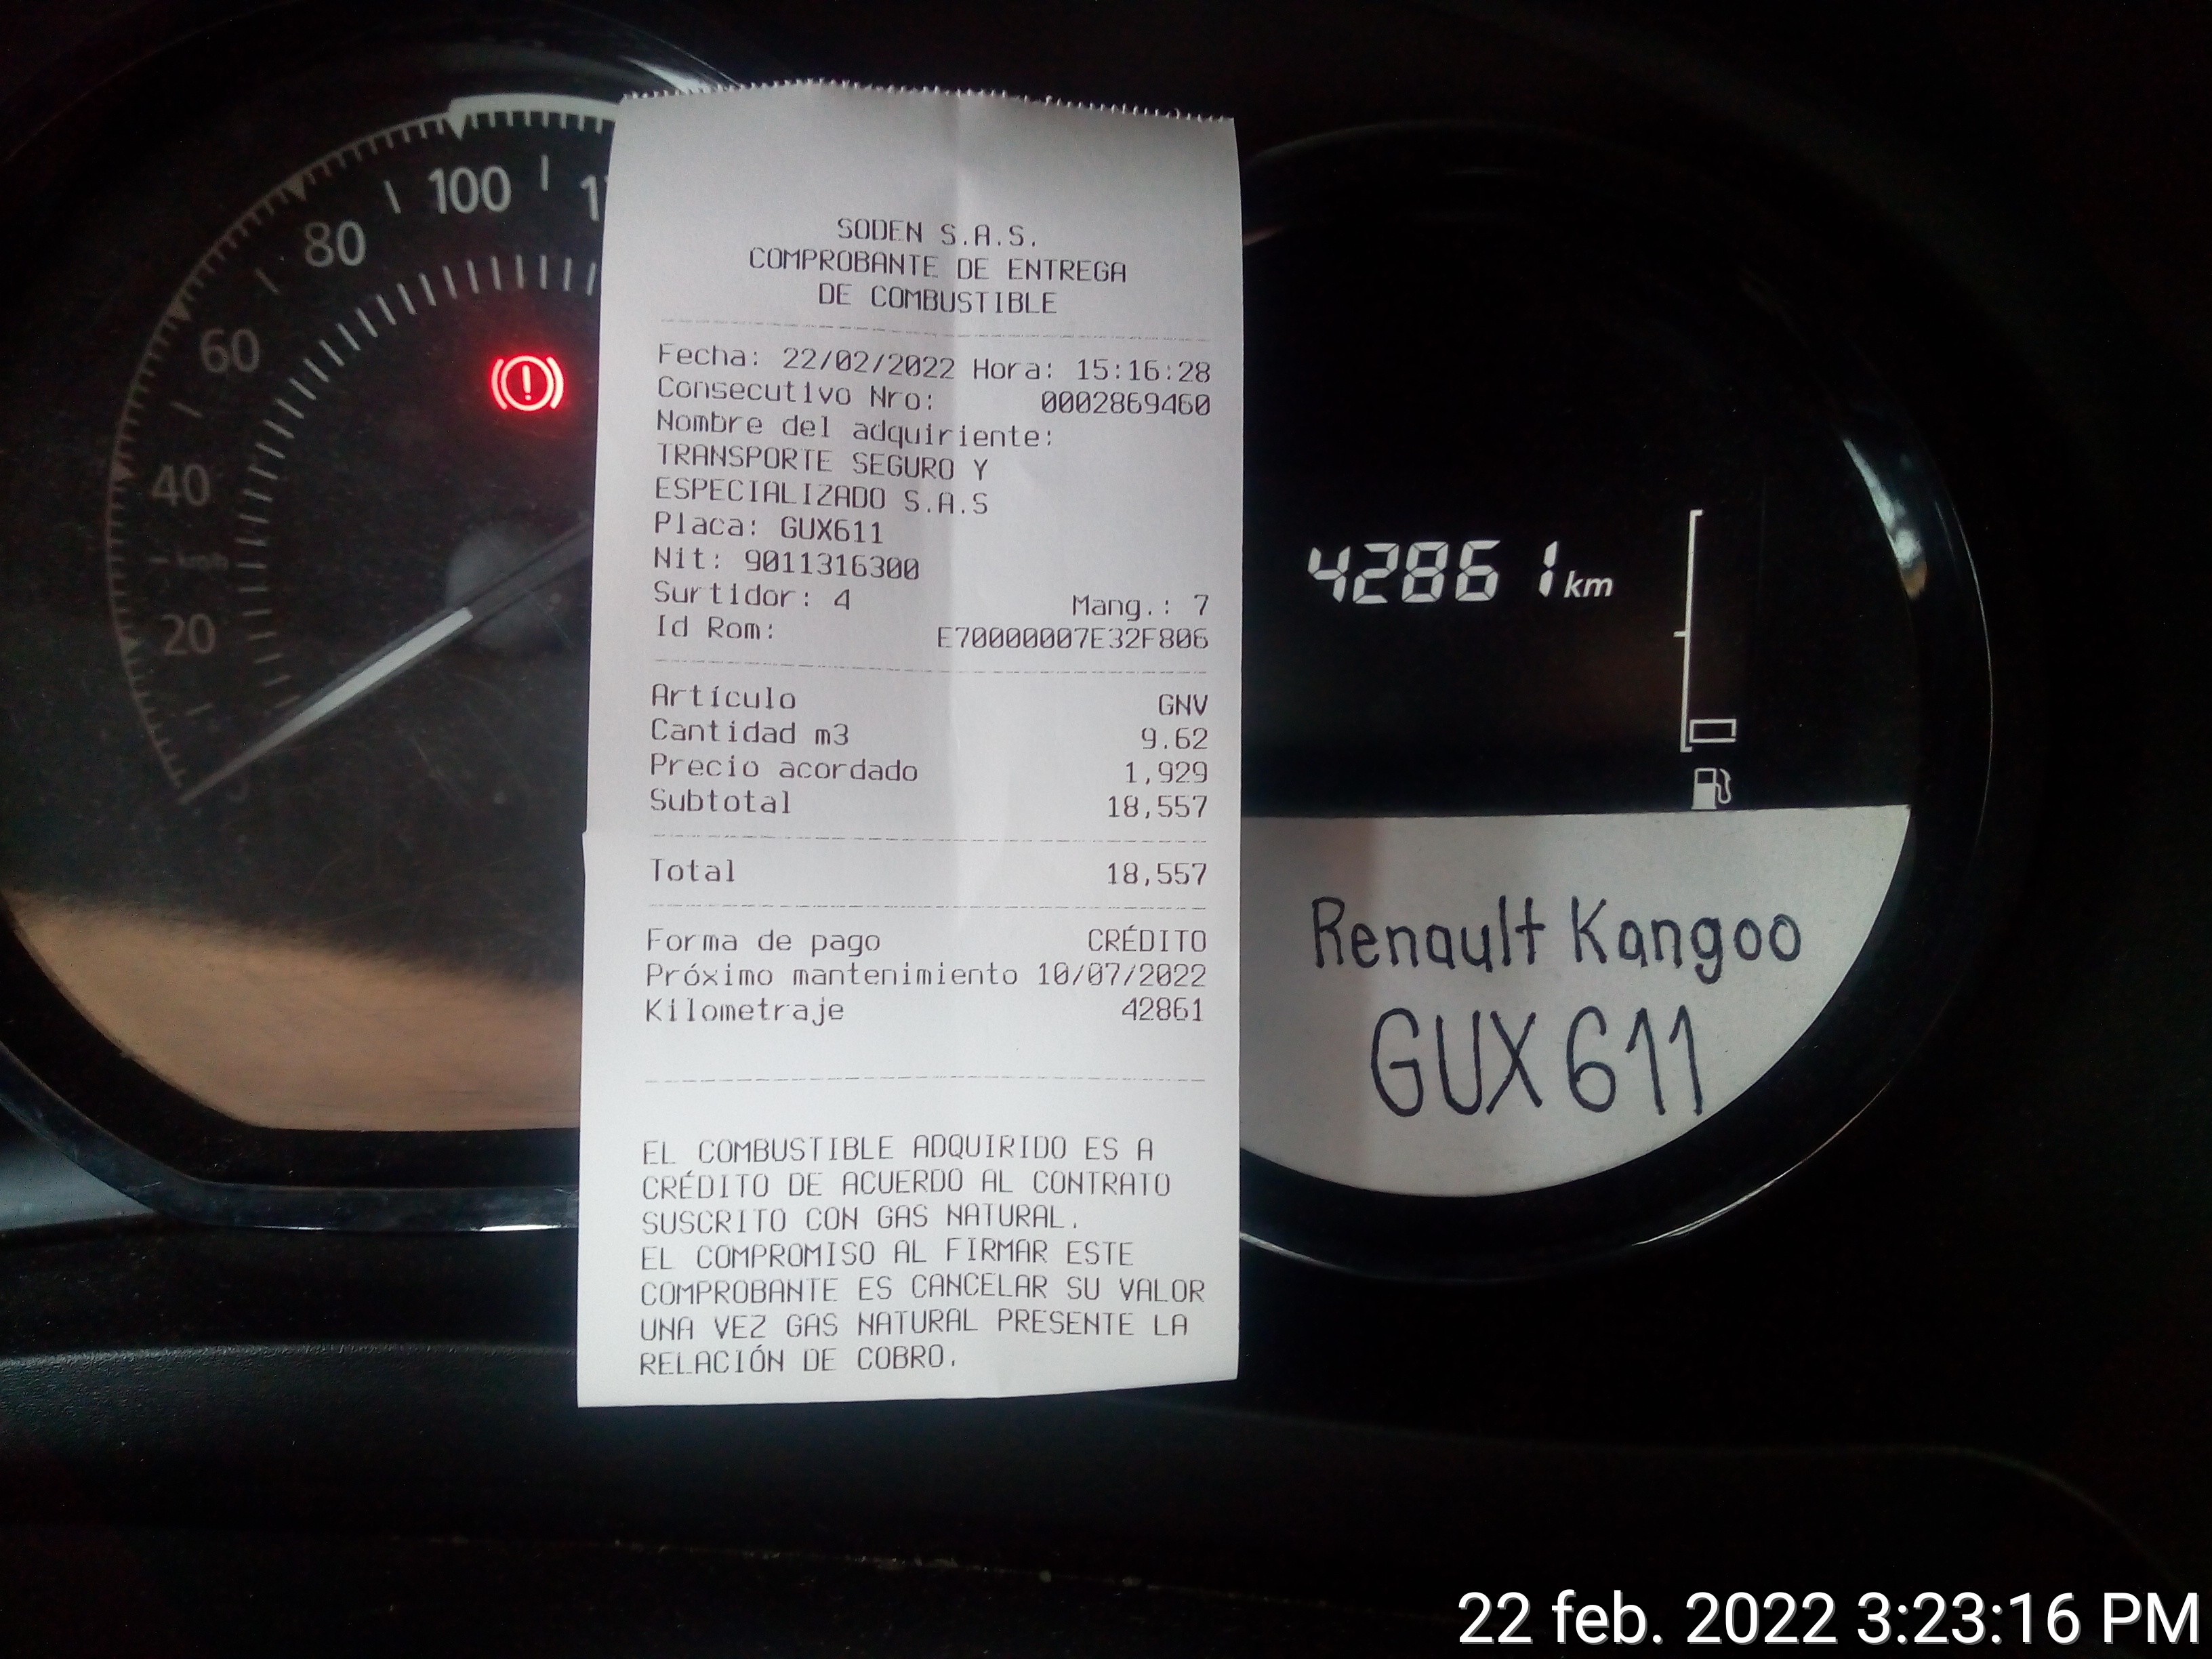 100
80
60
40
20
km/h
SODEN S.A.S.
COMPROBANTE DE ENTREGA
DE COMBUSTIBLE
Fecha: 22/02/2022 Hora: 15:16:28
Consecutivo Nro: 0002869460
Nombre del adquiriente:
TRANSPORTE SEGURO Y
ESPECIALIZADO S.A.S
Placa: GUX611
Nit: 9011316300
Surtidor: 4 Mang.: 7
Id Rom: E70000007E32F806
Artículo GNV
Cantidad m3 9.62
Precio acordado 1,929
Subtotal 18,557
Total 18,557
Forma de pago CRÉDITO
Próximo mantenimiento 10/07/2022
Kilometraje 42861
EL COMBUSTIBLE ADQUIRIDO ES A
CRÉDITO DE ACUERDO AL CONTRATO
SUSCRITO CON GAS NATURAL.
EL COMPROMISO AL FIRMAR ESTE
COMPROBANTE ES CANCELAR SU VALOR
UNA VEZ GAS NATURAL PRESENTE LA
RELACIÓN DE COBRO.
42861 km
Renault Kangoo
GUX 611
22 feb. 2022 3:23:16 PM